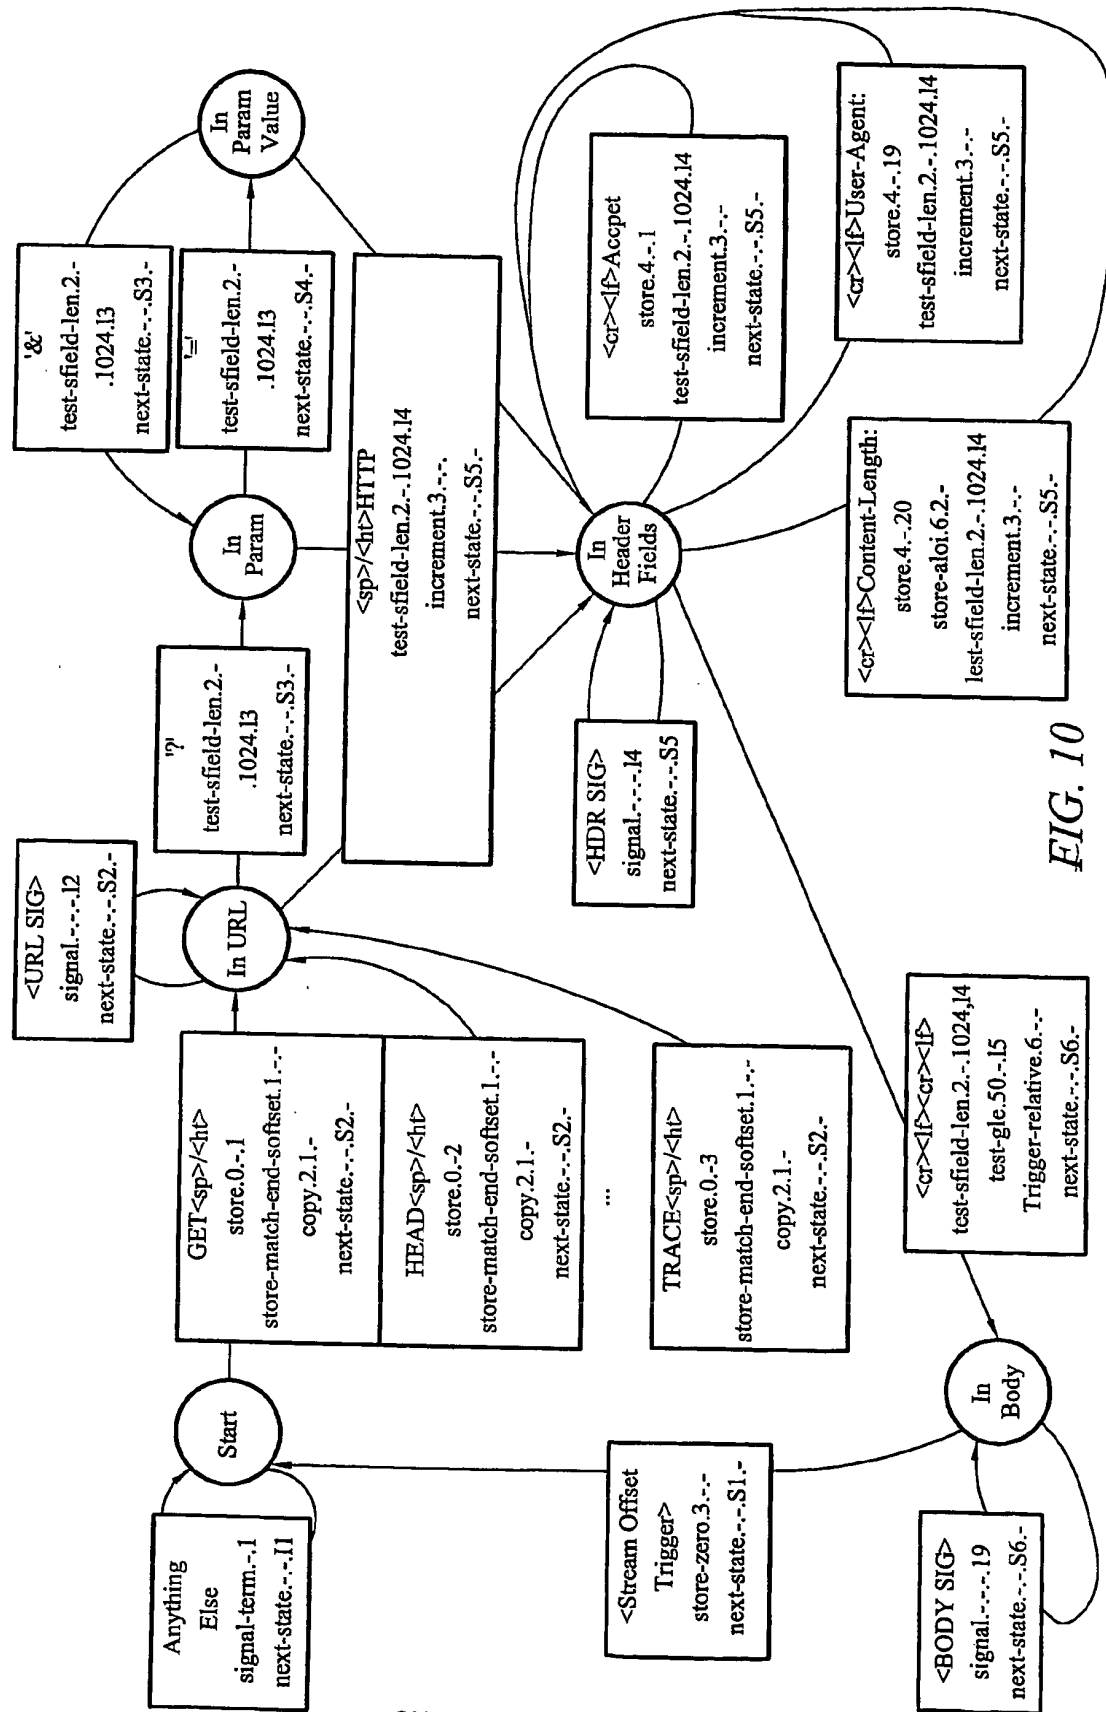 Anything
Else
signal-term.-.1
next-state.-.-.I1
Start
GET<sp>/<ht>
store.0.-.1
store-match-end-softset.1.-.-
copy.2.1.-
next-state.-.-.S2.-
HEAD<sp>/<ht>
store.0.-2
store-match-end-softset.1.-.-
copy.2.1.-
next-state.-.-.S2.-
...
TRACE<sp>/<ht>
store.0.-3
store-match-end-softset.1.-.-
copy.2.1.-
next-state.-.-.S2.-
<URL SIG>
signal.-.-.-.12
next-state.-.-.S2.-
In URL
'?'
test-sfield-len.2.-
.1024.13
next-state.-.-.S3.-
In
Param
'&'
test-sfield-len.2.-
.1024.13
next-state.-.-.S3.-
'='
test-sfield-len.2.-
.1024.13
next-state.-.-.S4.-
In
Param
Value
<sp>/<ht>HTTP
test-sfield-len.2.-.1024.14
increment.3.-.-.
next-state.-.-.S5.-
<HDR SIG>
signal.-.-.-.14
next-state.-.-.S5
In
Header
Fields
<cr><lf>Accpet
store.4.-.1
test-sfield-len.2.-.1024.14
increment.3.-.-
next-state.-.-.S5.-
<cr><lf>User-Agent:
store.4.-.19
test-sfield-len.2.-.1024.14
increment.3.-.-
next-state.-.-.S5.-
<cr><lf>Content-Length:
store.4.-.20
store-aloi.6.2.-
lest-sfield-len.2.-.1024.14
increment.3.-.-
next-state.-.-.S5.-
<cr><lf><cr><lf>
test-sfield-len.2.-.1024,14
test-gle.50.-.15
Trigger-relative.6.-.-
next-state.-.-.S6.-
In
Body
<Stream Offset
Trigger>
store-zero.3.-.-
next-state.-.-.S1.-
<BODY SIG>
signal.-.-.-.19
next-state.-.-.S6.-
FIG. 10